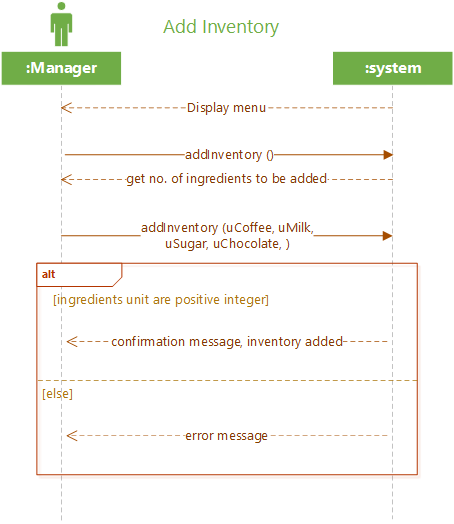 Add Inventory
:Manager
:system
Display menu
addInventory ()
get no. of ingredients to be added
addInventory (uCoffee, uMilk,
uSugar, uChocolate, )
alt
[ingredients unit are positive integer]
confirmation message, inventory added
[else]
error message